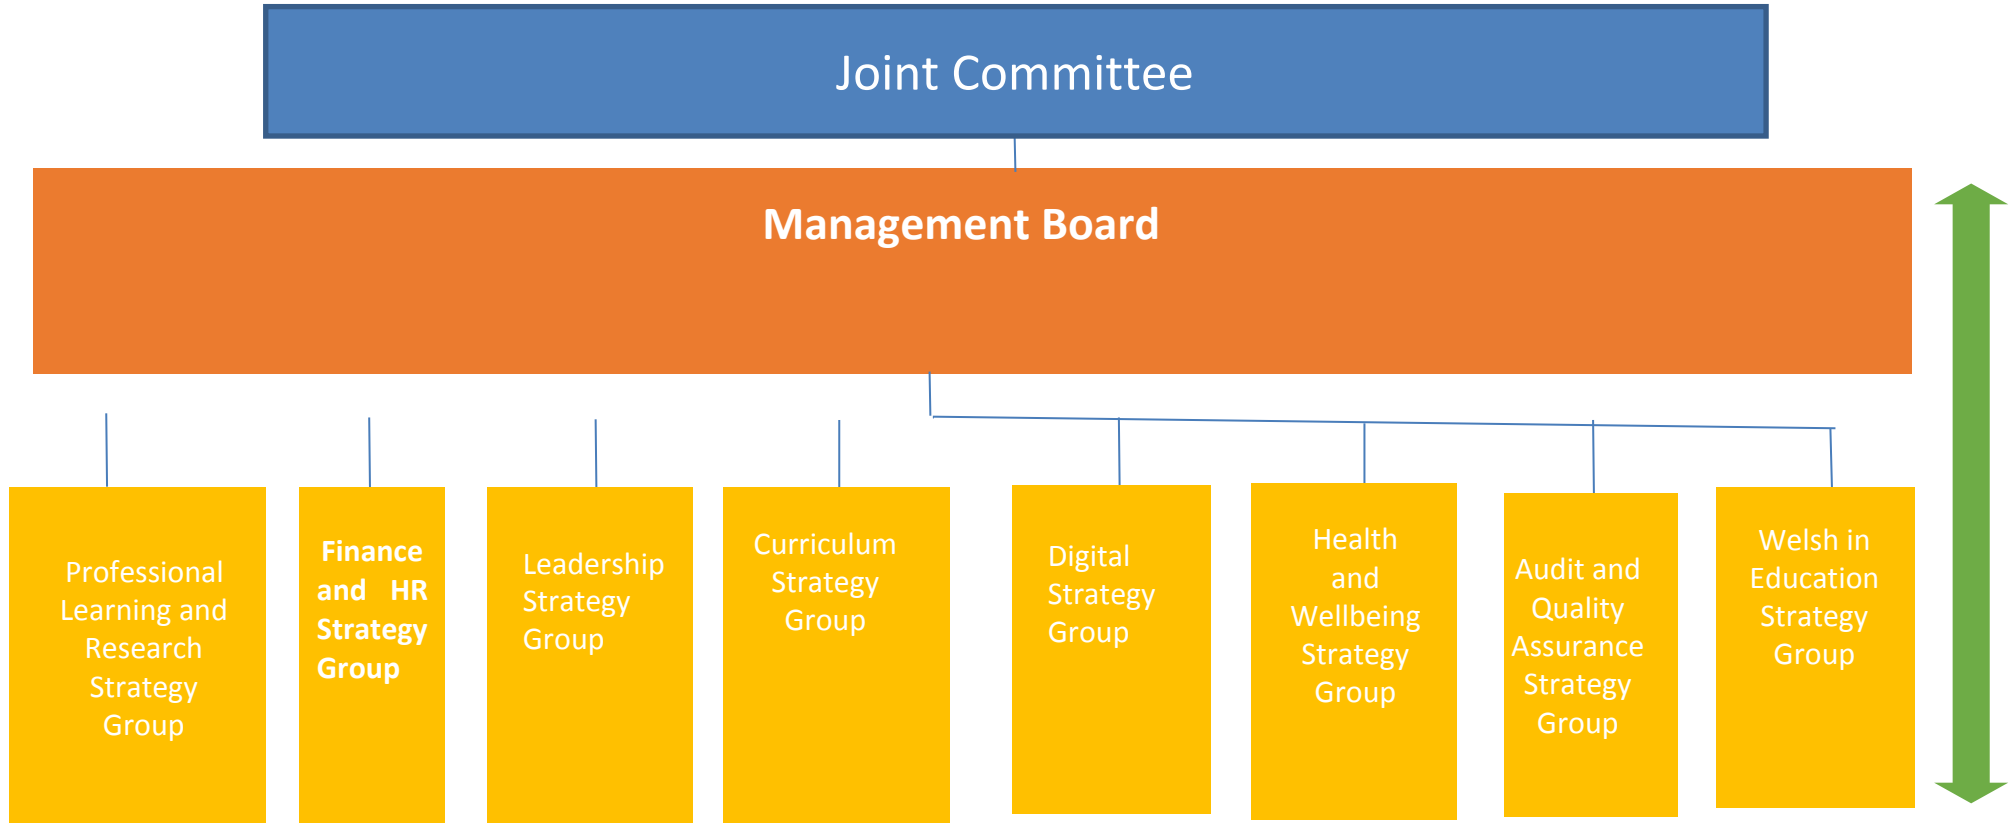 Joint Committee
Management Board
Professional
Learning and
Research
Strategy
Group
Finance
and HR
Strategy
Group
Leadership
Strategy
Group
Curriculum
Strategy
Group
Digital
Strategy
Group
Health
and
Wellbeing
Strategy
Group
Audit and
Quality
Assurance
Strategy
Group
Welsh in
Education
Strategy
Group